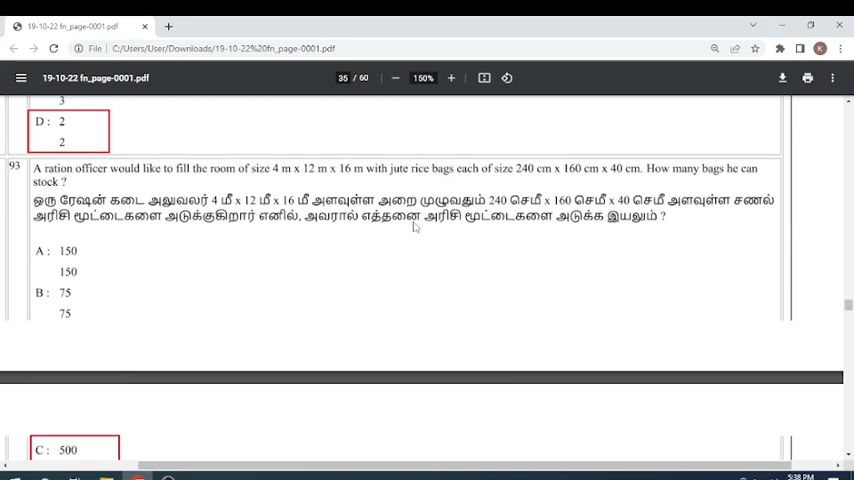 19-10-22 fn_page-0001.pdf
File C:/Users/User/Downloads/19-10-22%20fn_page-0001.pdf
K
19-10-22 fn_page-0001.pdf 35 / 60 150%
3
D : 2
2
93 A ration officer would like to fill the room of size 4 m x 12 m x 16 m with jute rice bags each of size 240 cm x 160 cm x 40 cm. How many bags he can
stock ?
ஒரு ரேஷன் கடை அலுவலர் 4 மீ x 12 மீ x 16 மீ அளவுள்ள அறை முழுவதும் 240 செமீ x 160 செமீ x 40 செமீ அளவுள்ள சணல்
அரிசி மூட்டைகளை அடுக்குகிறார் எனில், அவரால் எத்தனை அரிசி மூட்டைகளை அடுக்க இயலும் ?
A : 150
150
B : 75
75
C : 500
5:38 PM